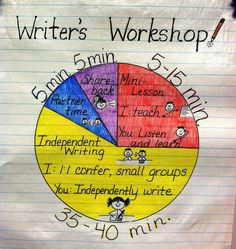 Writer's Workshop!
5 min
5 min
5-15 min
Share-
back
Mini-
Lesson
Partner
time
I: teach
You: Listen
and learn
Independent
Writing
I: 1:1 confer, small groups
You: Independently write
35-40 min.